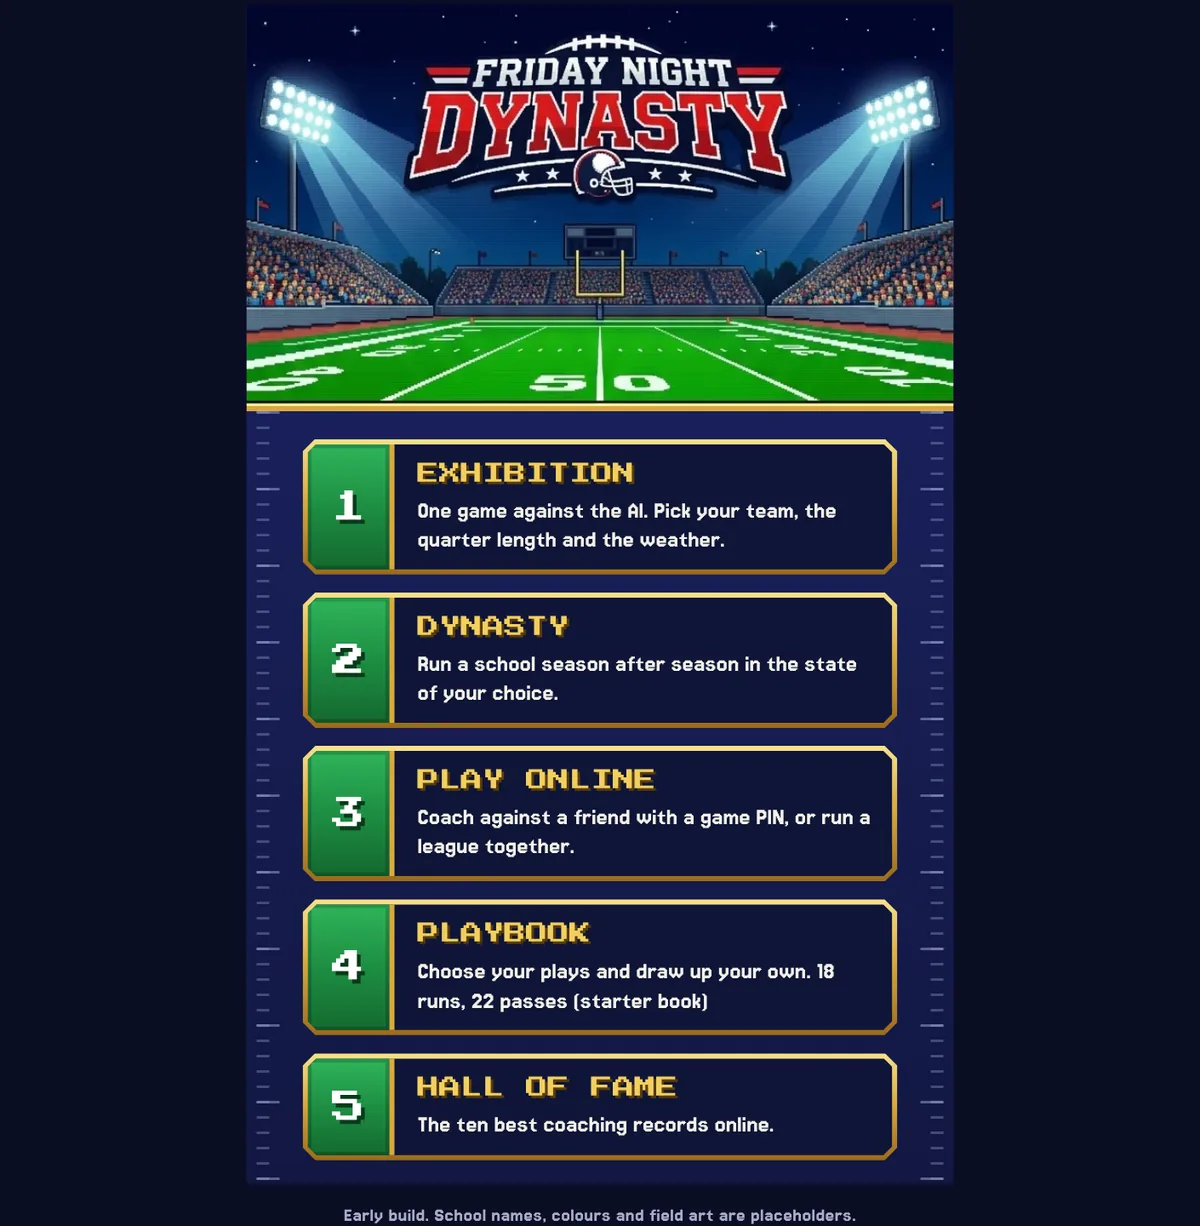 FRIDAY NIGHT
DYNASTY
50
1
EXHIBITION
One game against the AI. Pick your team, the
quarter length and the weather.
2
DYNASTY
Run a school season after season in the state
of your choice.
3
PLAY ONLINE
Coach against a friend with a game PIN, or run a
league together.
4
PLAYBOOK
Choose your plays and draw up your own. 18
runs, 22 passes (starter book)
5
HALL OF FAME
The ten best coaching records online.
Early build. School names, colours and field art are placeholders.